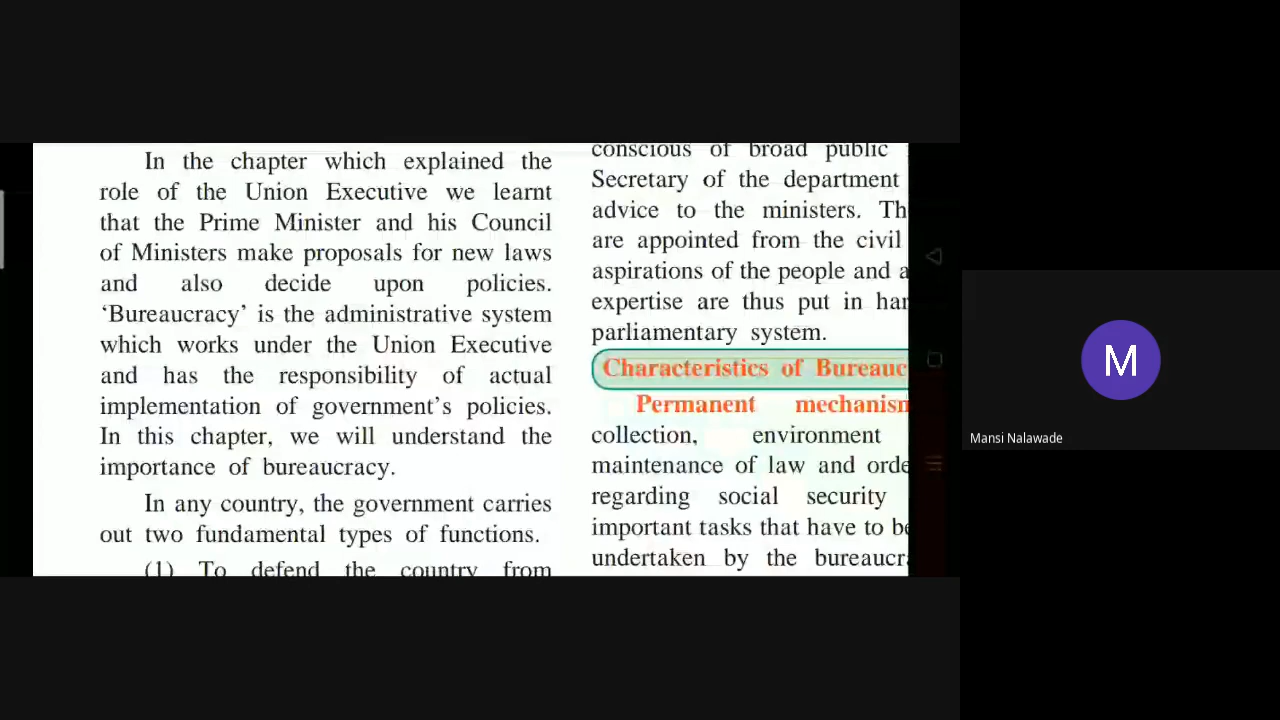 In the chapter which explained the
role of the Union Executive we learnt
that the Prime Minister and his Council
of Ministers make proposals for new laws
and also decide upon policies.
‘Bureaucracy’ is the administrative system
which works under the Union Executive
and has the responsibility of actual
implementation of government’s policies.
In this chapter, we will understand the
importance of bureaucracy.
In any country, the government carries
out two fundamental types of functions.
(1) To defend the country from
conscious of broad public
Secretary of the department
advice to the ministers. Th
are appointed from the civil
aspirations of the people and a
expertise are thus put in har
parliamentary system.
Characteristics of Bureauc
Permanent mechanism
collection, environment
maintenance of law and orde
regarding social security
important tasks that have to be
undertaken by the bureaucra
M
Mansi Nalawade